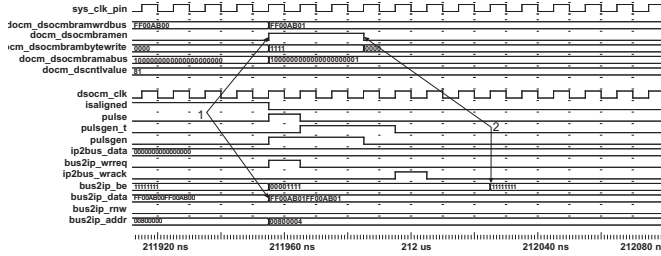 sys_clk_pin
docm_dsocmbramwrdbus FF00AB00 FF00AB01
docm_dsocmbramen
ocm_dsocmbrambytewrite 0000 1111 0000
docm_dsocmbramabus 100000000000000000000 1000000000000000000001
docm_dscntlvalue 81
dsocm_clk
isaligned 1
pulse
pulsgen_t 2
pulsgen
ip2bus_data 0000000000000000
bus2ip_wrreq
ip2bus_wrack
bus2ip_be 11111111 00001111 11111111
bus2ip_data FF00AB00FF00AB00 FF00AB01FF00AB01
bus2ip_rnw
bus2ip_addr 00800000 00800004
211920 ns 211960 ns 212 us 212040 ns 212080 ns